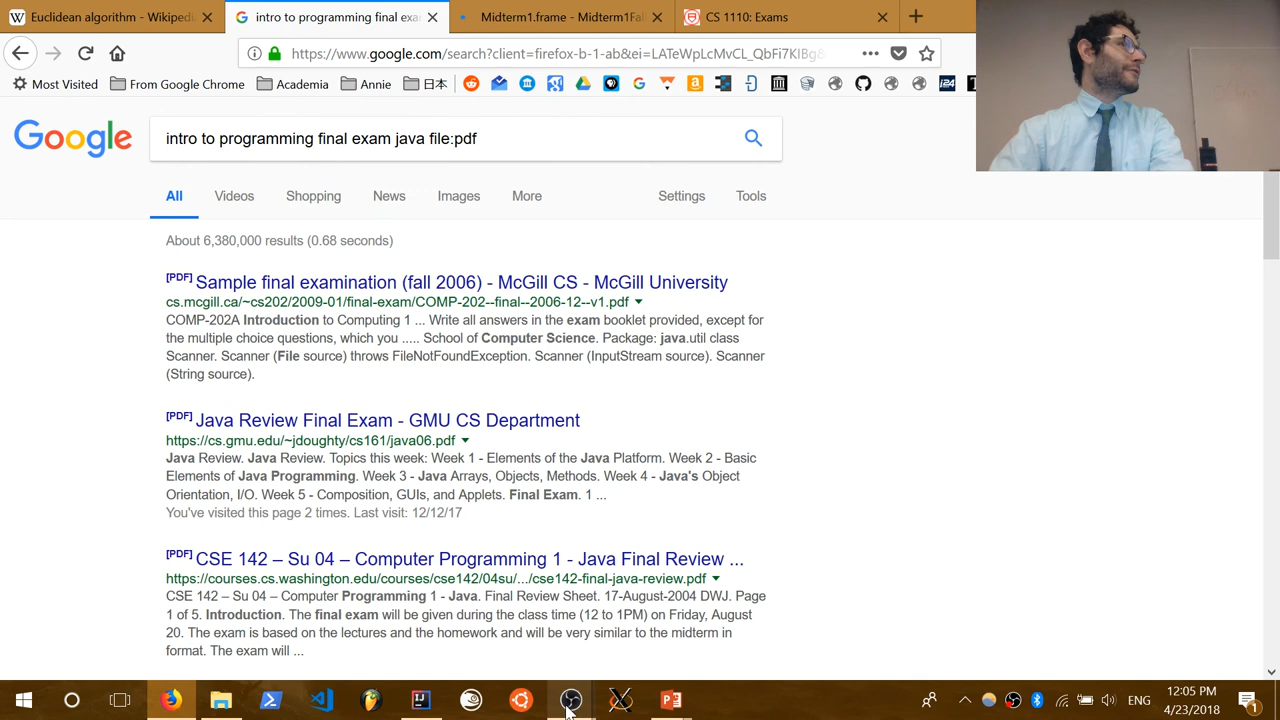 Euclidean algorithm - Wikipedi
intro to programming final exa
Midterm1.frame - Midterm1Fal
CS 1110: Exams
https://www.google.com/search?client=firefox-b-1-ab&ei=LATeWpLcMvCL_QbFi7KIBg&
Most Visited
From Google Chrom
Academia
Annie
日本
Google
intro to programming final exam java file:pdf
All Videos Shopping News Images More Settings Tools
About 6,380,000 results (0.68 seconds)
[PDF] Sample final examination (fall 2006) - McGill CS - McGill University
cs.mcgill.ca/~cs202/2009-01/final-exam/COMP-202--final--2006-12--v1.pdf
COMP-202A Introduction to Computing 1 ... Write all answers in the exam booklet provided, except for
the multiple choice questions, which you ..... School of Computer Science. Package: java.util class
Scanner. Scanner (File source) throws FileNotFoundException. Scanner (InputStream source). Scanner
(String source).
[PDF] Java Review Final Exam - GMU CS Department
https://cs.gmu.edu/~jdoughty/cs161/java06.pdf
Java Review. Java Review. Topics this week: Week 1 - Elements of the Java Platform. Week 2 - Basic
Elements of Java Programming. Week 3 - Java Arrays, Objects, Methods. Week 4 - Java's Object
Orientation, I/O. Week 5 - Composition, GUIs, and Applets. Final Exam. 1 ...
You've visited this page 2 times. Last visit: 12/12/17
[PDF] CSE 142 – Su 04 – Computer Programming 1 - Java Final Review ...
https://courses.cs.washington.edu/courses/cse142/04su/.../cse142-final-java-review.pdf
CSE 142 – Su 04 – Computer Programming 1 - Java. Final Review Sheet. 17-August-2004 DWJ. Page
1 of 5. Introduction. The final exam will be given during the class time (12 to 1PM) on Friday, August
20. The exam is based on the lectures and the homework and will be very similar to the midterm in
format. The exam will ...
ENG
12:05 PM
4/23/2018
1